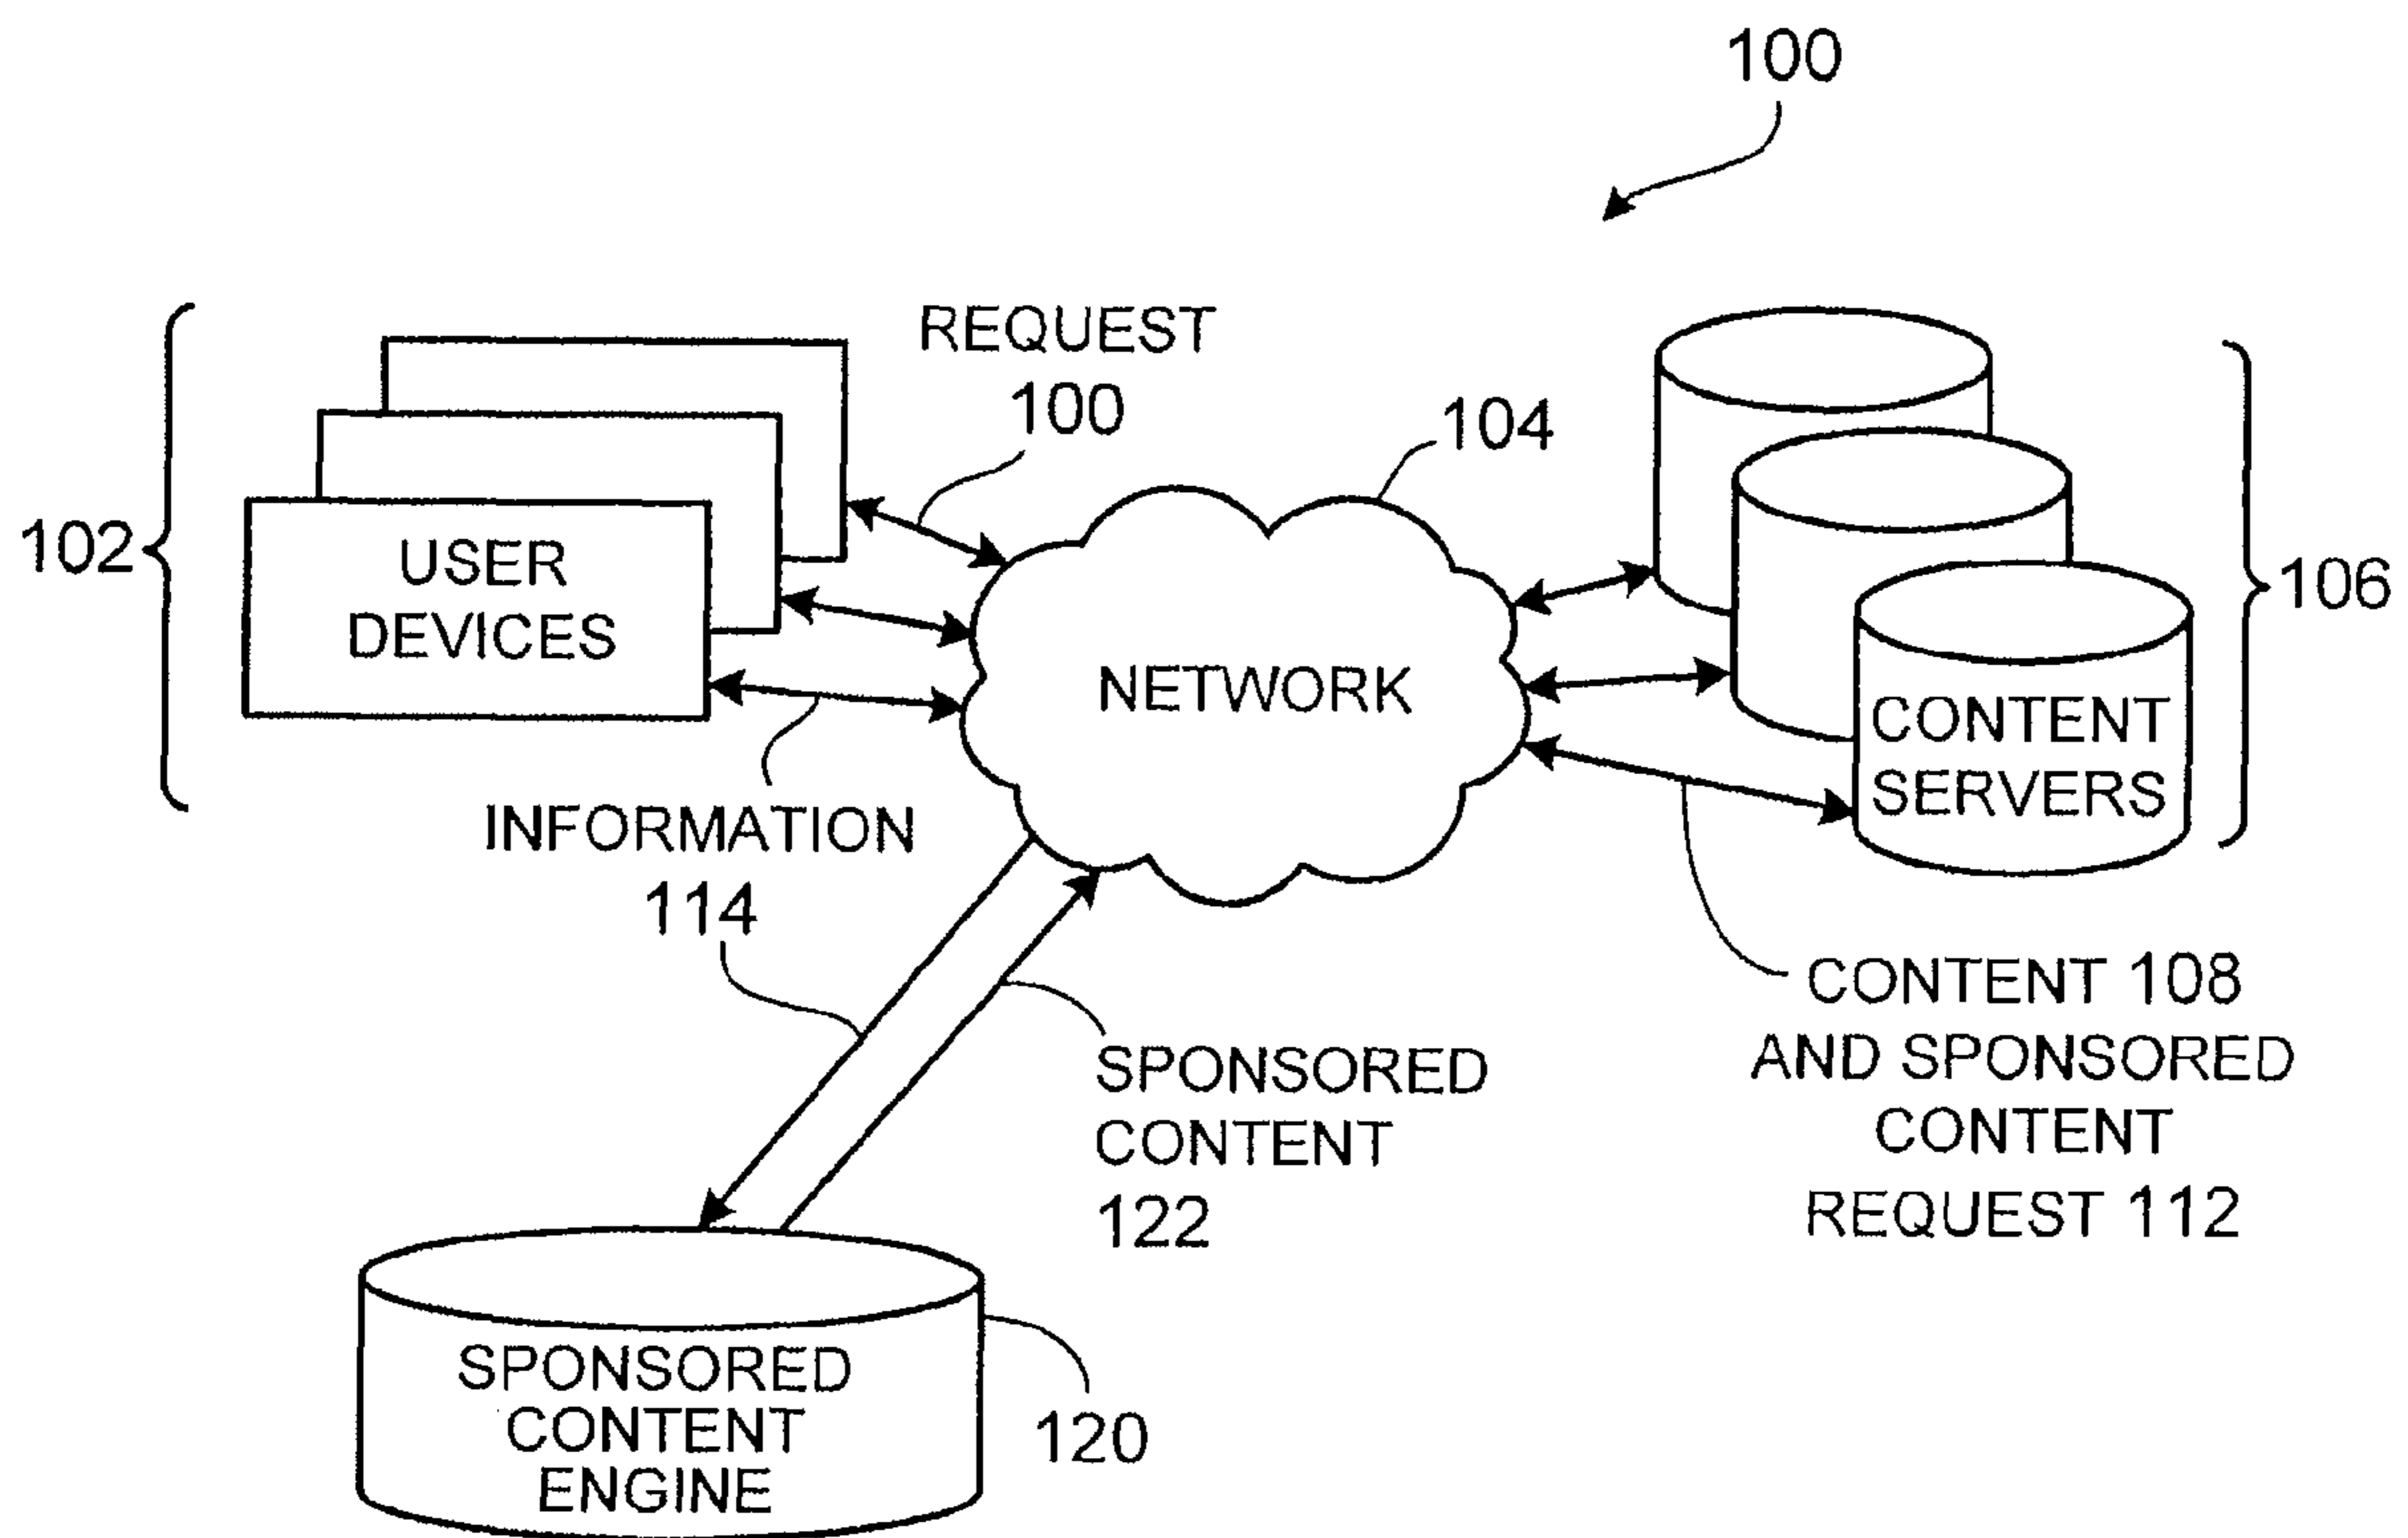 100
REQUEST
100
104
102
USER
DEVICES
NETWORK
106
CONTENT
SERVERS
INFORMATION
114
CONTENT 108
AND SPONSORED
CONTENT
REQUEST 112
SPONSORED
CONTENT
122
SPONSORED
CONTENT
ENGINE
120